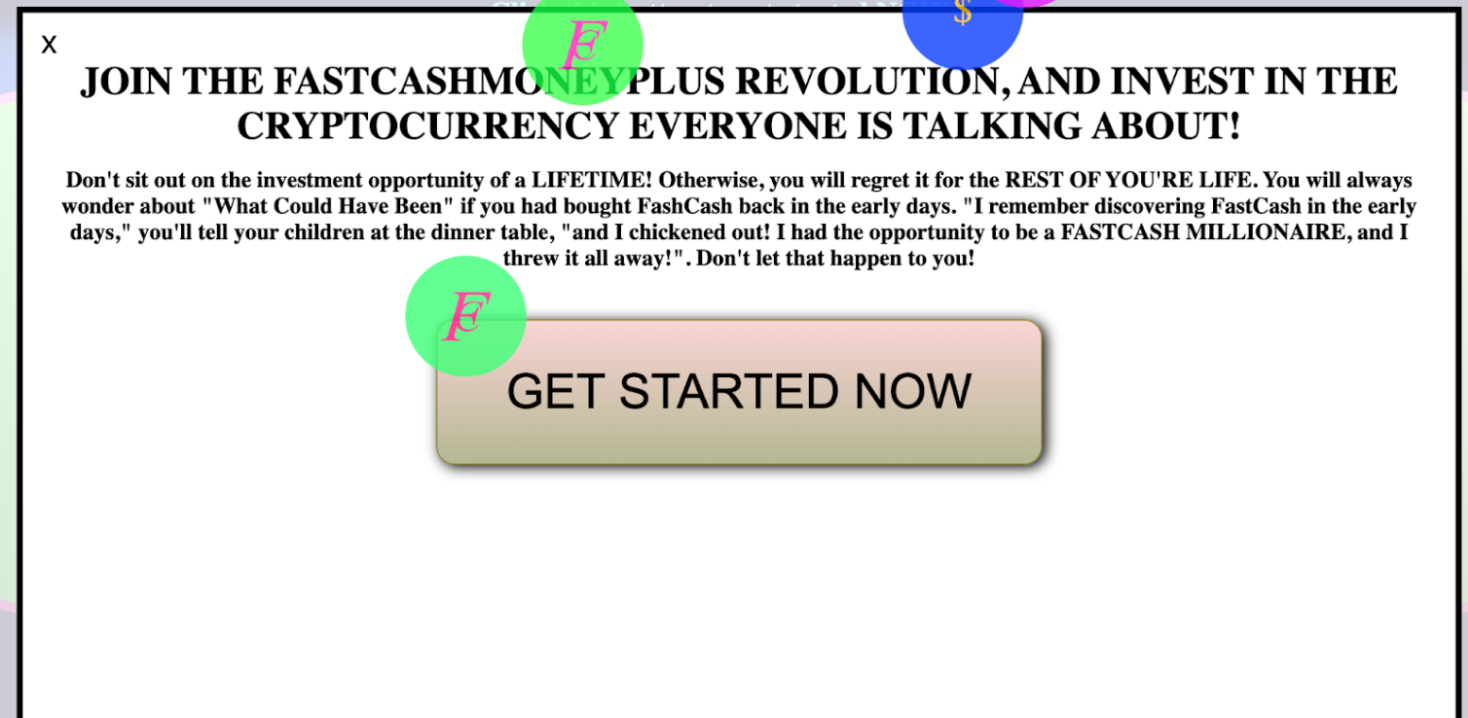 $
F
X
JOIN THE FASTCASHMONEYPLUS REVOLUTION, AND INVEST IN THE
CRYPTOCURRENCY EVERYONE IS TALKING ABOUT!
Don't sit out on the investment opportunity of a LIFETIME! Otherwise, you will regret it for the REST OF YOU'RE LIFE. You will always
wonder about "What Could Have Been" if you had bought FashCash back in the early days. "I remember discovering FastCash in the early
days," you'll tell your children at the dinner table, "and I chickened out! I had the opportunity to be a FASTCASH MILLIONAIRE, and I
threw it all away!". Don't let that happen to you!
F
GET STARTED NOW